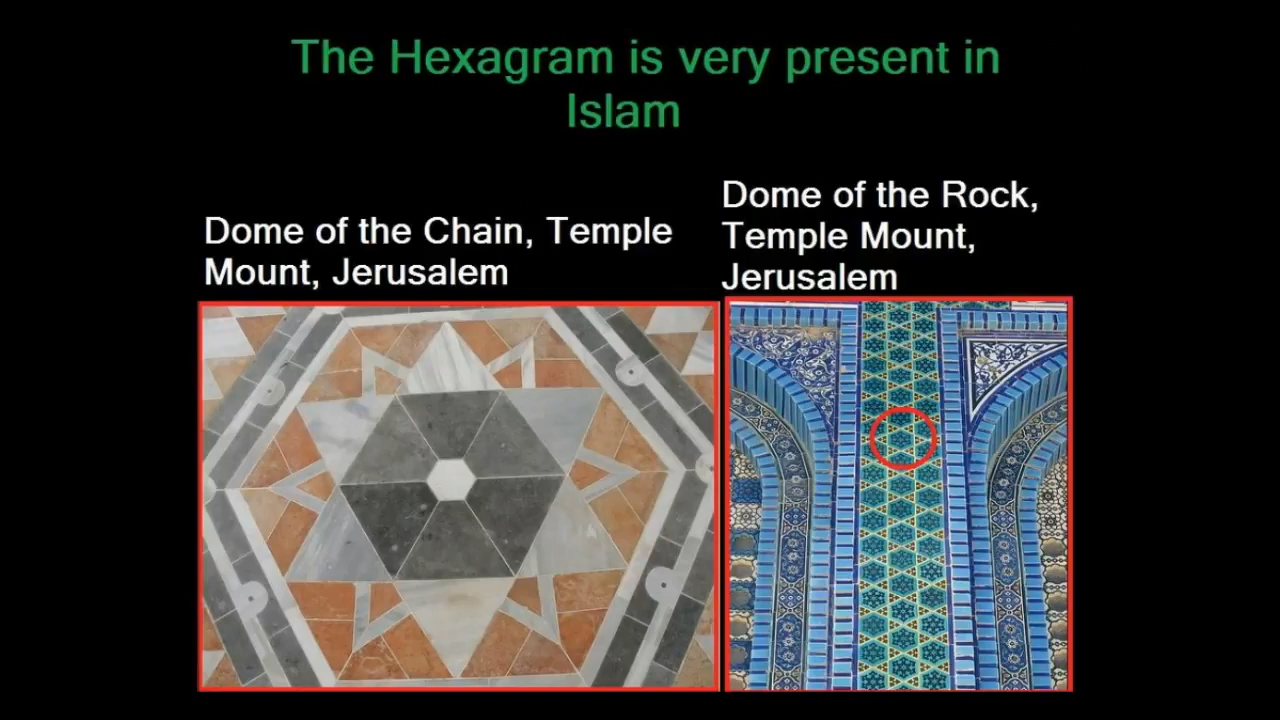 The Hexagram is very present in
Islam
Dome of the Chain, Temple
Mount, Jerusalem
Dome of the Rock,
Temple Mount,
Jerusalem